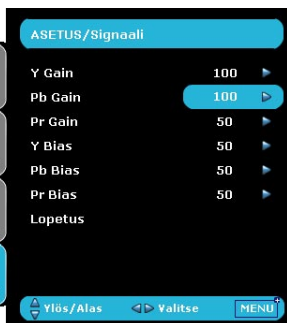 ASETUS/Signaali
Y Gain 100
Pb Gain 100
Pr Gain 50
Y Bias 50
Pb Bias 50
Pr Bias 50
Lopetus
Ylös/Alas Valitse MENU